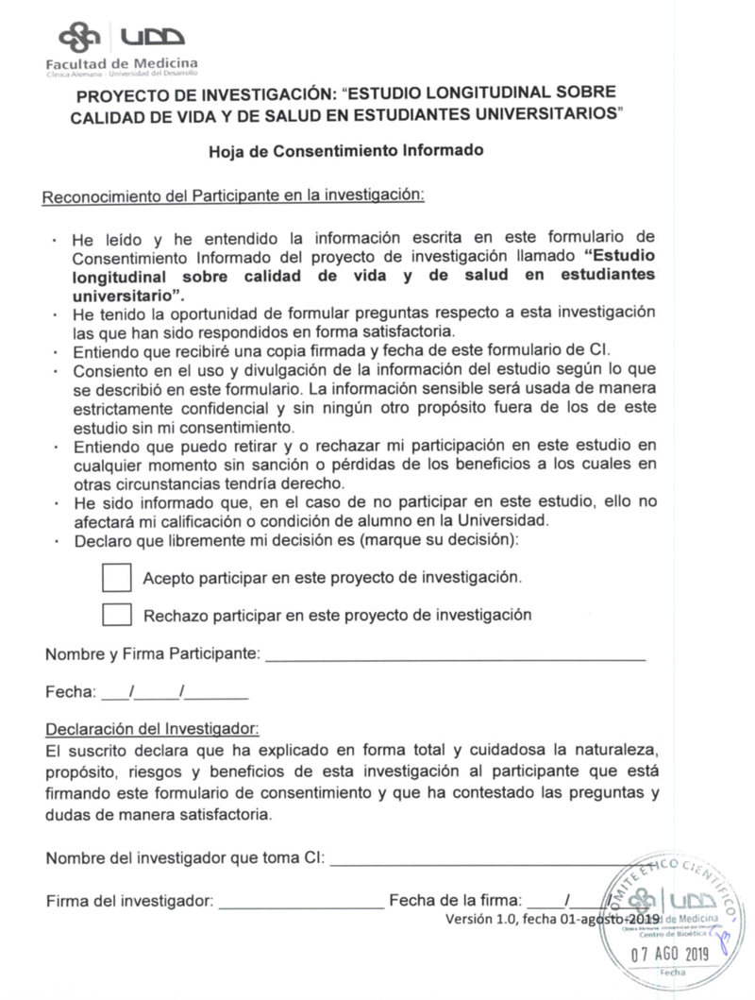 UDD
Facultad de Medicina
Clínica Alemana - Universidad del Desarrollo
PROYECTO DE INVESTIGACIÓN: "ESTUDIO LONGITUDINAL SOBRE
CALIDAD DE VIDA Y DE SALUD EN ESTUDIANTES UNIVERSITARIOS"
Hoja de Consentimiento Informado
Reconocimiento del Participante en la investigación:
· He leído y he entendido la información escrita en este formulario de
Consentimiento Informado del proyecto de investigación llamado "Estudio
longitudinal sobre calidad de vida y de salud en estudiantes
universitario".
· He tenido la oportunidad de formular preguntas respecto a esta investigación
las que han sido respondidos en forma satisfactoria.
· Entiendo que recibiré una copia firmada y fecha de este formulario de CI.
· Consiento en el uso y divulgación de la información del estudio según lo que
se describió en este formulario. La información sensible será usada de manera
estrictamente confidencial y sin ningún otro propósito fuera de los de este
estudio sin mi consentimiento.
· Entiendo que puedo retirar y o rechazar mi participación en este estudio en
cualquier momento sin sanción o pérdidas de los beneficios a los cuales en
otras circunstancias tendría derecho.
· He sido informado que, en el caso de no participar en este estudio, ello no
afectará mi calificación o condición de alumno en la Universidad.
· Declaro que libremente mi decisión es (marque su decisión):
Acepto participar en este proyecto de investigación.
Rechazo participar en este proyecto de investigación
Nombre y Firma Participante: ____________________
Fecha: ___/_____/_______
Declaración del Investigador:
El suscrito declara que ha explicado en forma total y cuidadosa la naturaleza,
propósito, riesgos y beneficios de esta investigación al participante que está
firmando este formulario de consentimiento y que ha contestado las preguntas y
dudas de manera satisfactoria.
Nombre del investigador que toma CI: ____________________
Firma del investigador: __________________ Fecha de la firma: ____/____/
Versión 1.0, fecha 01-agosto-2019
COMITE ÉTICO CIENTÍFICO
UDD
de Medicina
Clínica Alemana Universidad del Desarrollo
Centro de Bioética
07 AGO 2019
Fecha